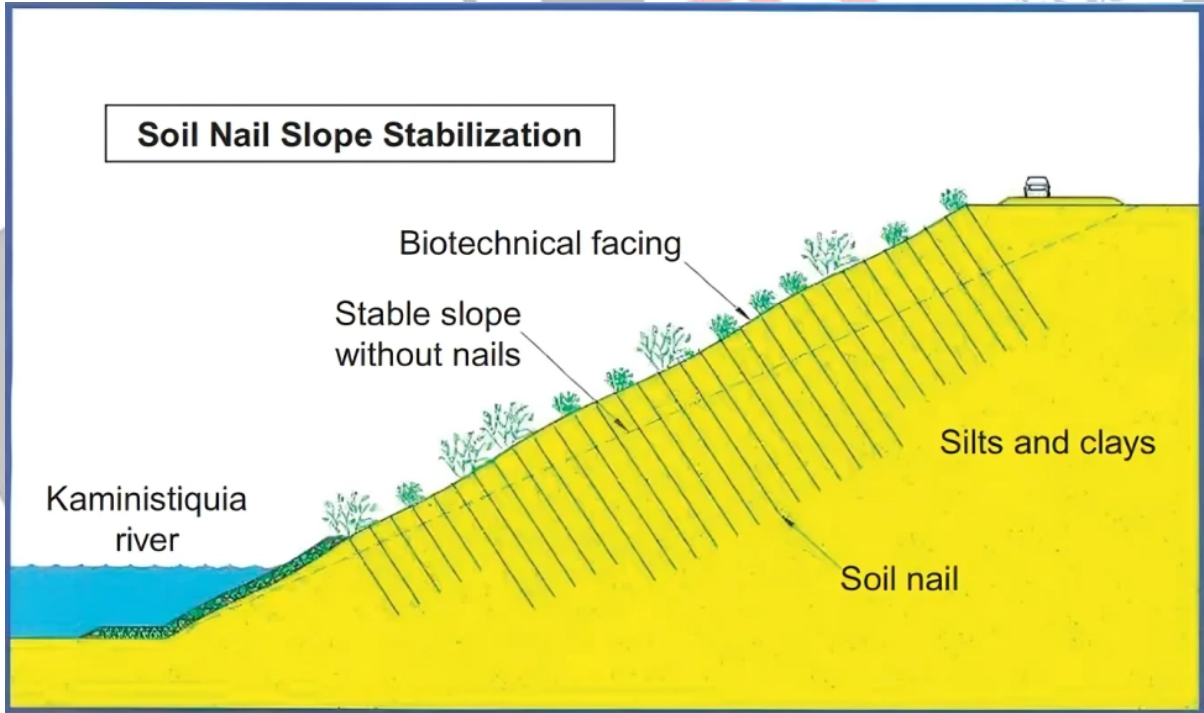 Soil Nail Slope Stabilization
Biotechnical facing
Stable slope
without nails
Silts and clays
Kaministiquia
river
Soil nail